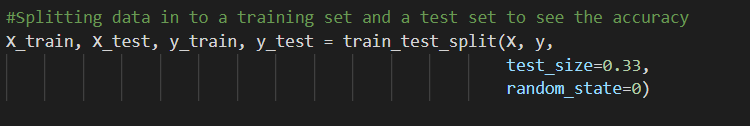 #Splitting data in to a training set and a test set to see the accuracy
X_train, X_test, y_train, y_test = train_test_split(X, y,
test_size=0.33,
random_state=0)